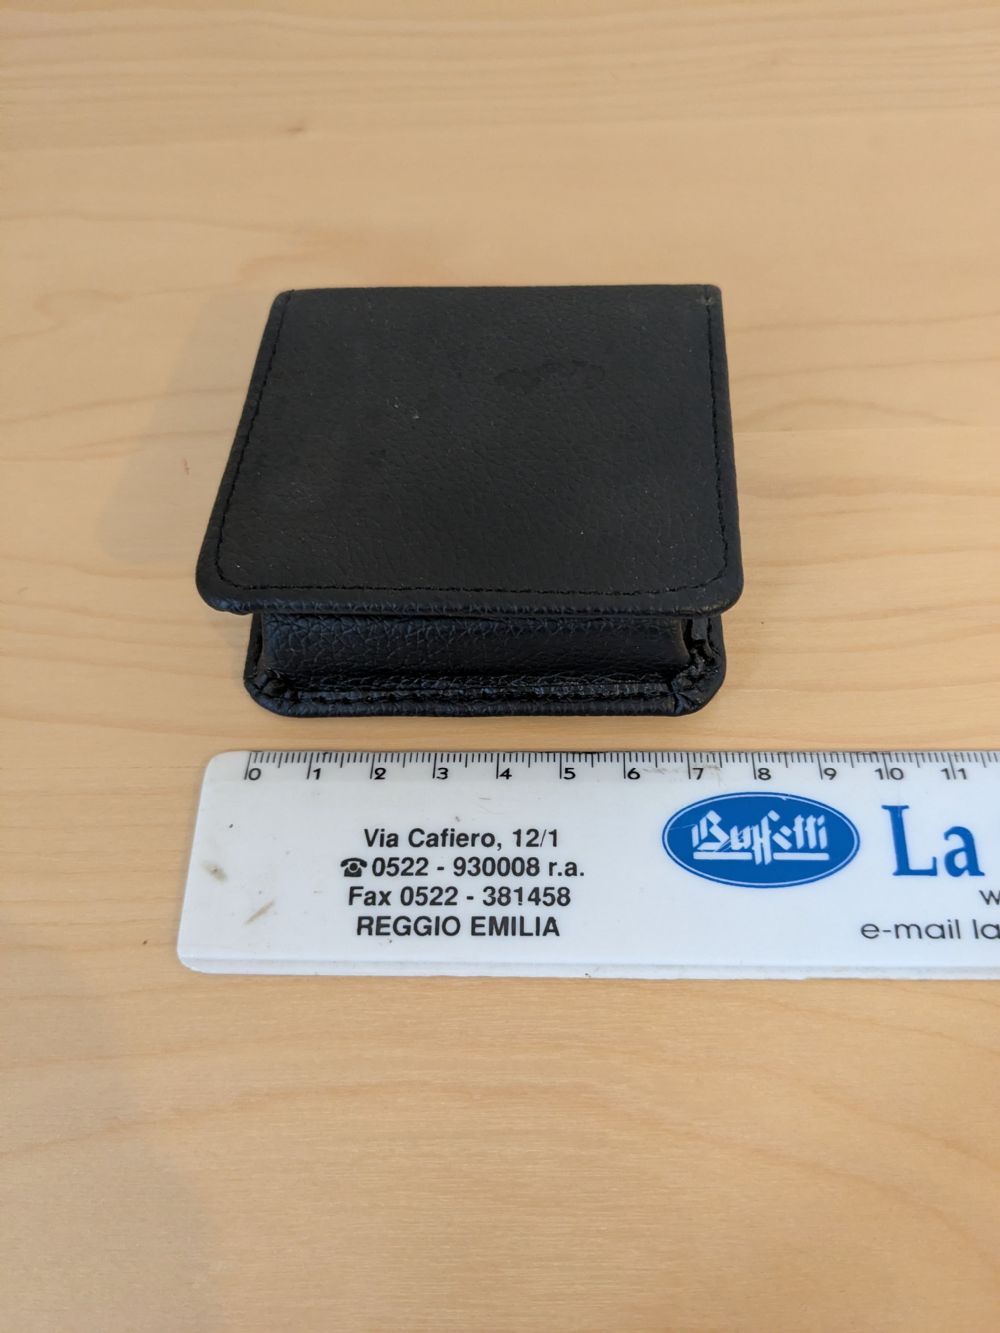 0 1 2 3 4 5 6 7 8 9 10 11
Via Cafiero, 12/1
☎ 0522 - 930008 r.a.
Fax 0522 - 381458
REGGIO EMILIA
Buffetti
La
w
e-mail la